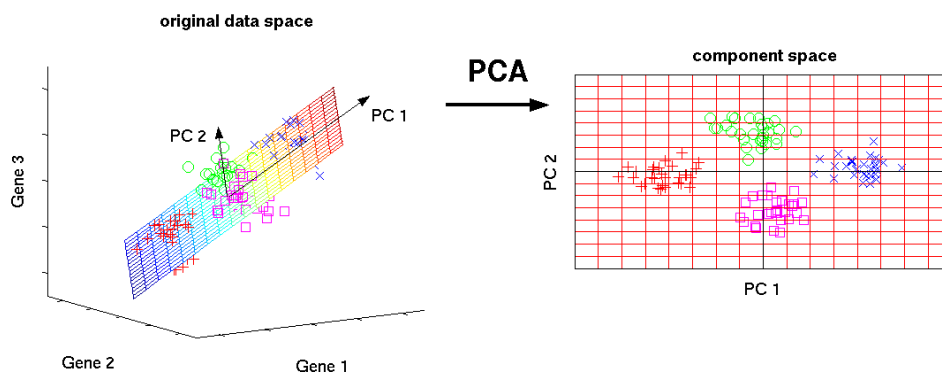 original data space
PCA
component space
PC 1
PC 2
Gene 3
PC 2
PC 1
Gene 2
Gene 1